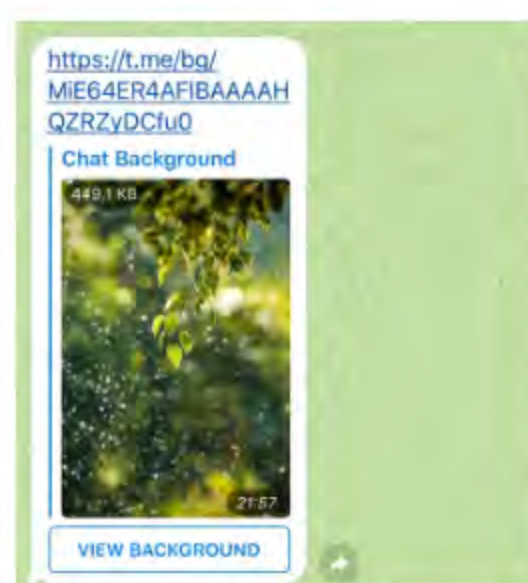 https://t.me/bg/
MiE64ER4AFIBAAAAH
QZRZyDCfu0
Chat Background
449,1 KB
21:57
VIEW BACKGROUND